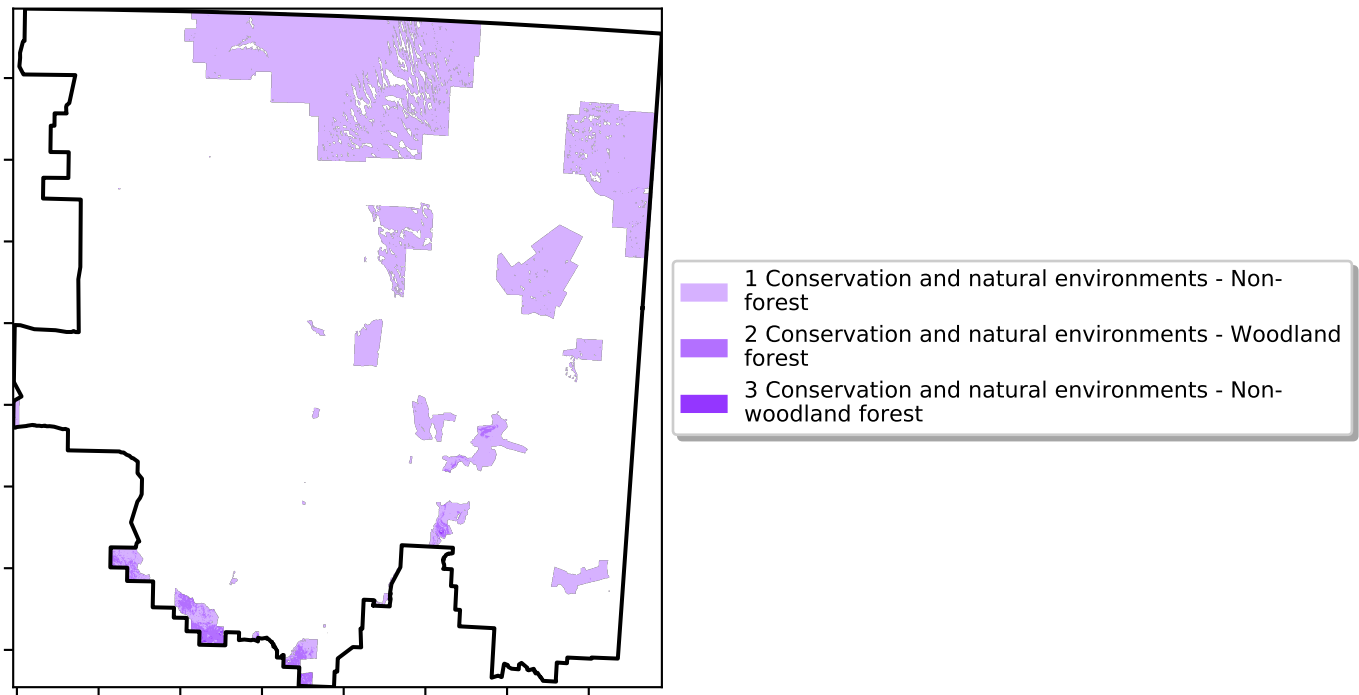 1 Conservation and natural environments - Non-
forest
2 Conservation and natural environments - Woodland
forest
3 Conservation and natural environments - Non-
woodland forest